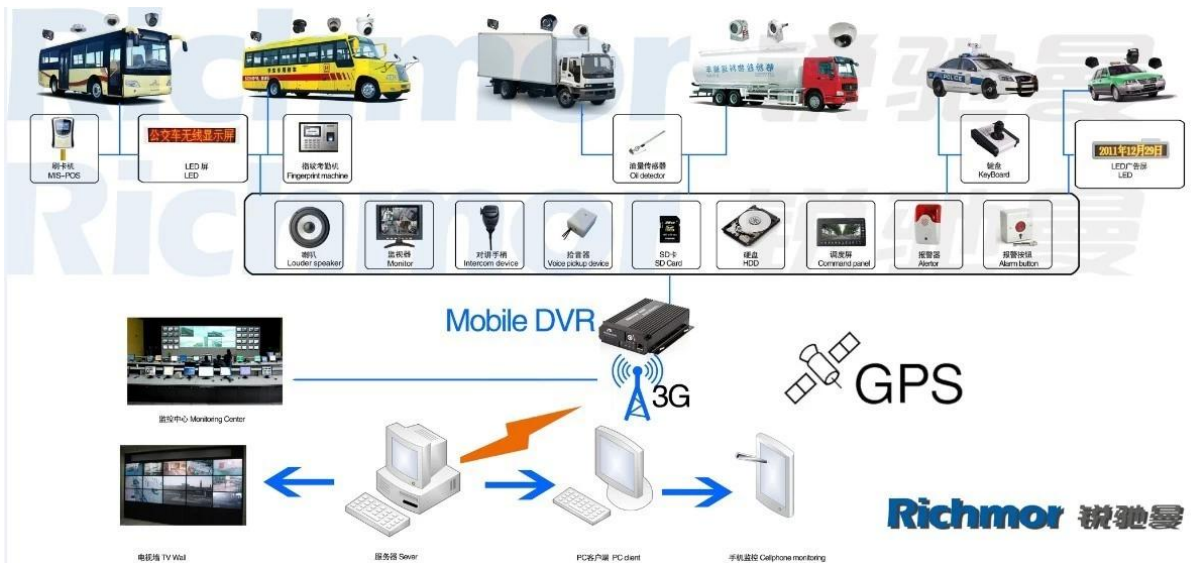 Richmor 锐驰曼
POLICE
刷卡机
MIS-POS
公交车无线显示屏
LED 屏
LED
指纹考勤机
Fingerprint machine
油量传感器
Oil detector
键盘
KeyBoard
2011年12月29日
LED广告屏
LED
Richmor 锐驰曼
喇叭
Louder speaker
监视器
Monitor
对讲手柄
Intercom device
拾音器
Voice pickup device
SD卡
SD Card
硬盘
HDD
调度屏
Command panel
报警器
Alertor
报警按钮
Alarm button
Mobile DVR
3G
GPS
监控中心 Monitoring Center
Richmor 锐驰曼
电视墙 TV Wall
服务器 Sever
PC客户端 PC client
手机监控 Cellphone monitoring